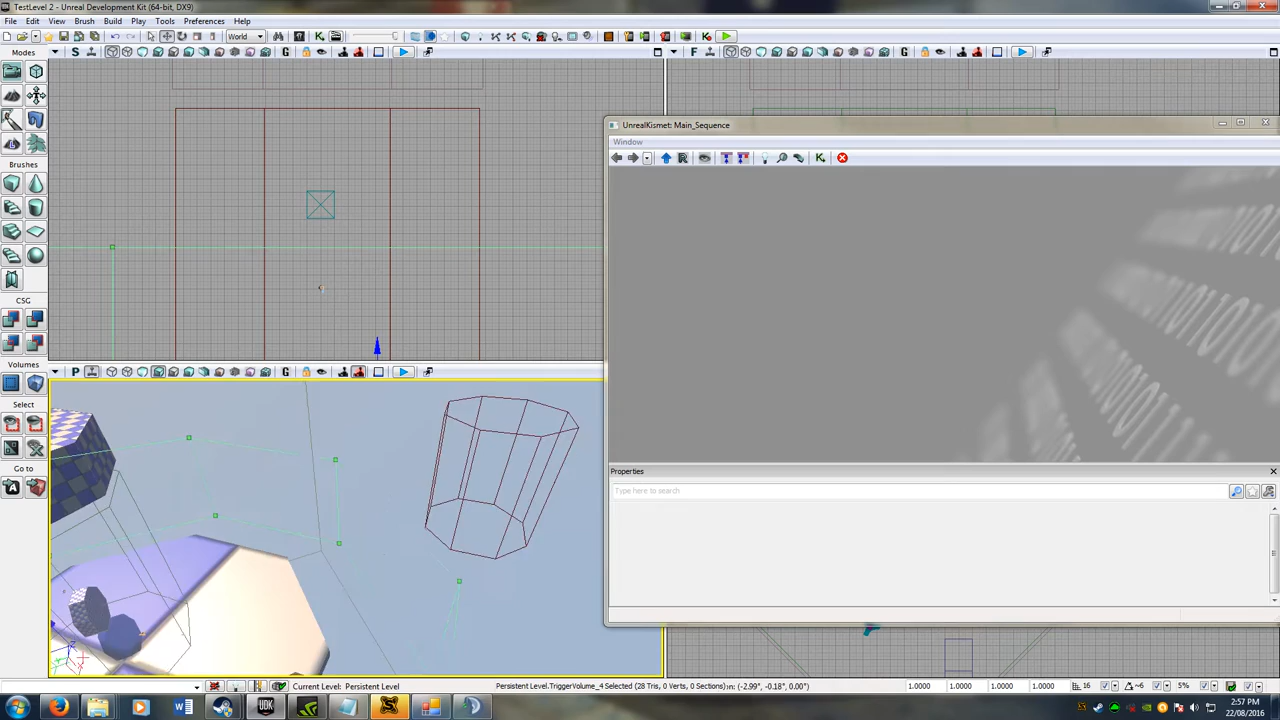 TestLevel 2 - Unreal Development Kit (64-bit, DX9)
File Edit View Brush Build Play Tools Preferences Help
World
Modes
S
G
F
G
Brushes
CSG
Volumes
Select
Go to
UnrealKismet: Main_Sequence
Window
R
K
P
G
Properties
Type here to search
Current Level: Persistent Level
Persistent Level.TriggerVolume_4 Selected (28 Tris, 0 Verts, 0 Sections)
m: (-2.99°, -0.18°, 0.00°)
1.0000 1.0000 1.0000 1.0000 16 6 5%
UDK
2:57 PM
22/08/2016